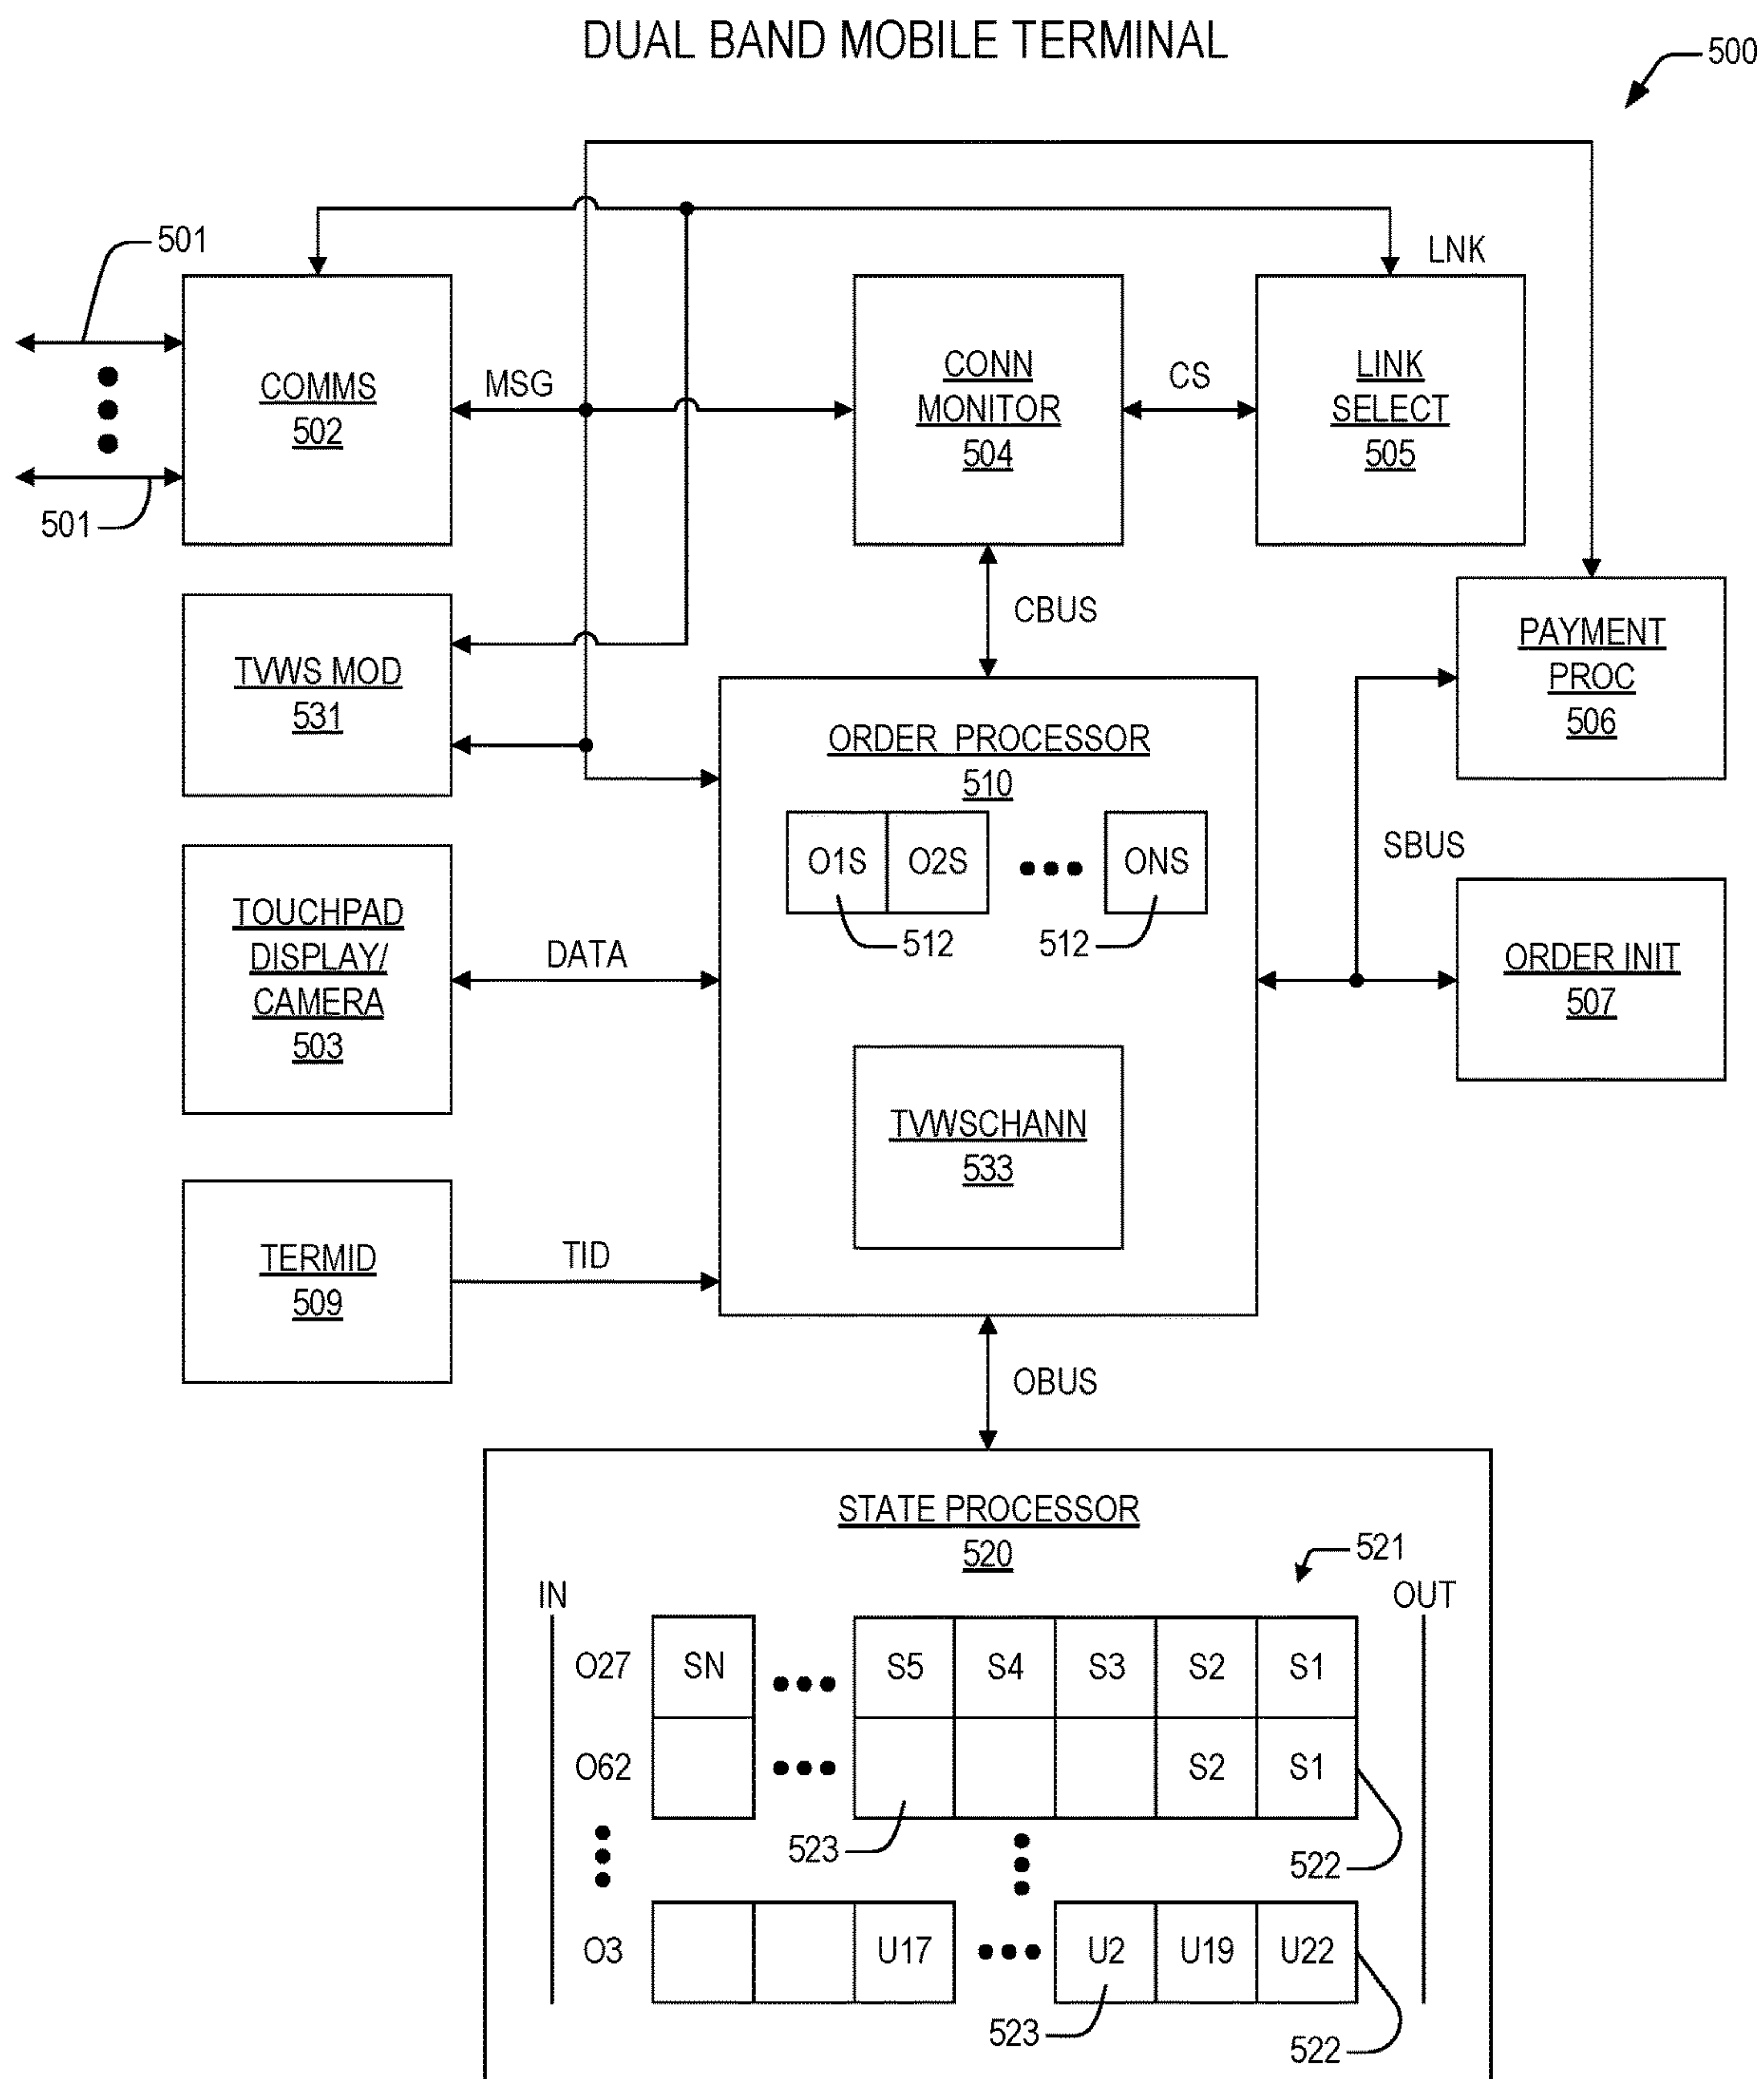 DUAL BAND MOBILE TERMINAL
500
501
LNK
COMMS
502
MSG
CONN
MONITOR
504
CS
LINK
SELECT
505
501
CBUS
TVWS MOD
531
PAYMENT
PROC
506
ORDER PROCESSOR
510
O1S
O2S
ONS
512
512
SBUS
TOUCHPAD
DISPLAY/
CAMERA
503
DATA
ORDER INIT
507
TVWSCHANN
533
TERMID
509
TID
OBUS
STATE PROCESSOR
520
521
IN
OUT
O27 SN S5 S4 S3 S2 S1
O62 S2 S1
523
522
O3 U17 U2 U19 U22
523
522